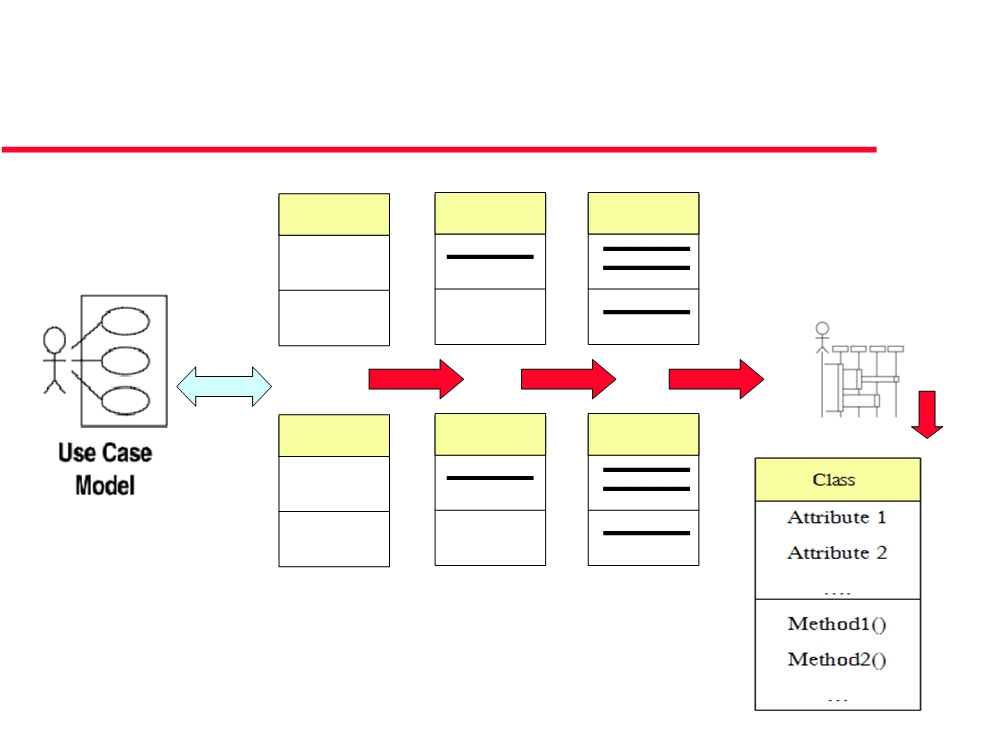 Use Case
Model
Class
Attribute 1
Attribute 2
....
Method1()
Method2()
...